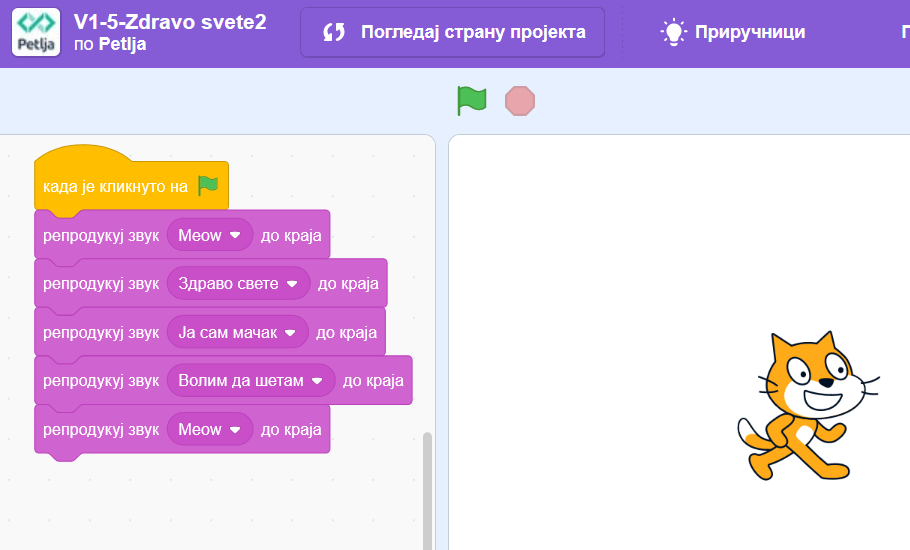 Petlja
V1-5-Zdravo svete2
по Petlja
Погледај страну пројекта
Приручници
када је кликнуто на
репродукуј звук Meow до краја
репродукуј звук Здраво свете до краја
репродукуј звук Ја сам мачак до краја
репродукуј звук Волим да шетам до краја
репродукуј звук Meow до краја